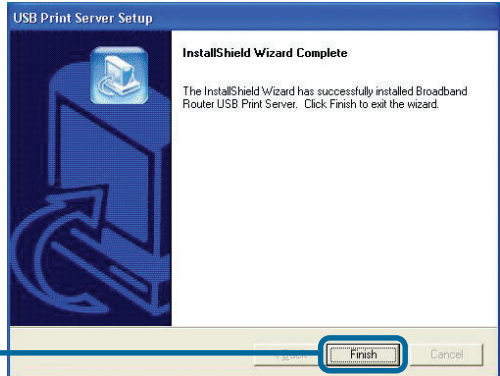 USB Print Server Setup
InstallShield Wizard Complete
The InstallShield Wizard has successfully installed Broadband
Router USB Print Server. Click Finish to exit the wizard.
Finish
Cancel